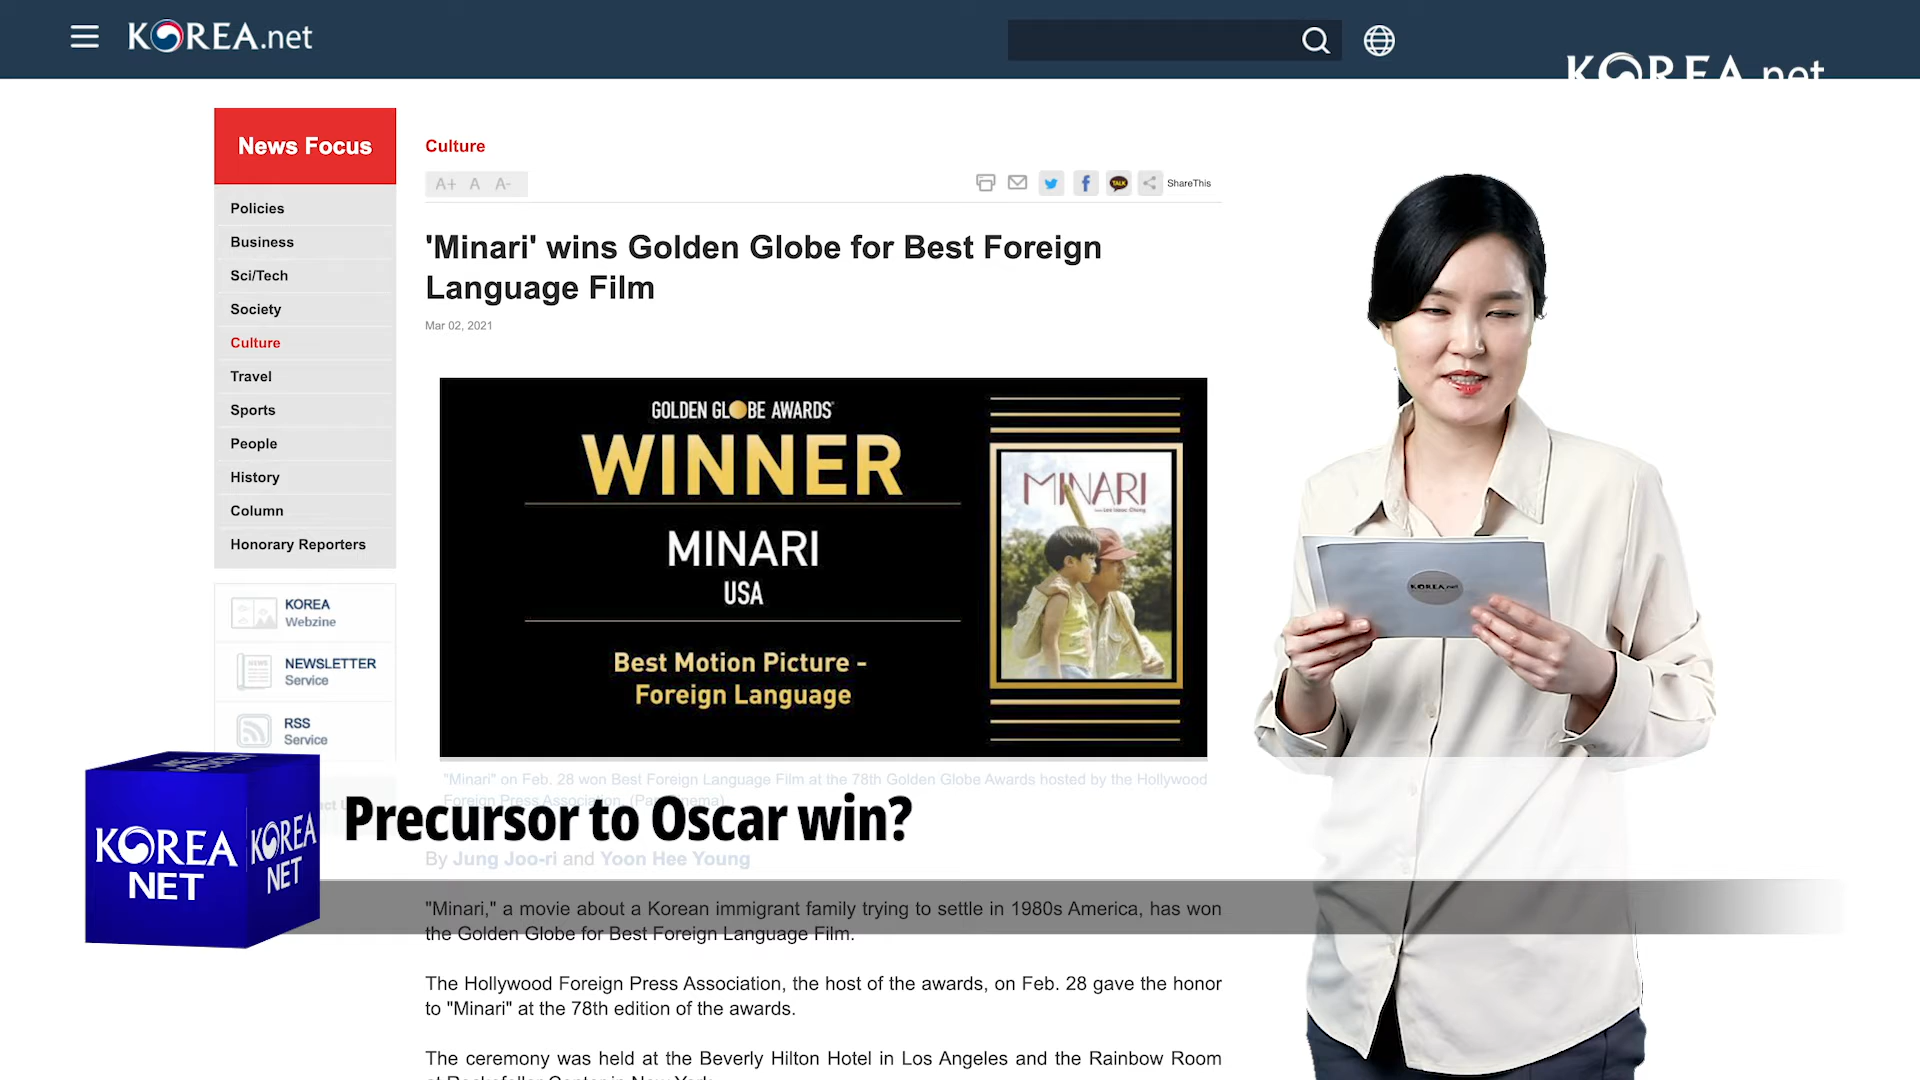 KOREA.net
KOREA.net
News Focus
Policies
Business
Sci/Tech
Society
Culture
Travel
Sports
People
History
Column
Honorary Reporters
KOREA
Webzine
NEWSLETTER
Service
RSS
Service
Culture
A+ A A-
TALK
ShareThis
'Minari' wins Golden Globe for Best Foreign
Language Film
Mar 02, 2021
GOLDEN GLOBE AWARDS
WINNER
MINARI
USA
Best Motion Picture -
Foreign Language
MINARI
"Minari" on Feb. 28 won Best Foreign Language Film at the 78th Golden Globe Awards hosted by the Hollywood
Foreign Press Association.
Precursor to Oscar win?
By Jung Joo-ri and Yoon Hee Young
"Minari," a movie about a Korean immigrant family trying to settle in 1980s America, has won
the Golden Globe for Best Foreign Language Film.
The Hollywood Foreign Press Association, the host of the awards, on Feb. 28 gave the honor
to "Minari" at the 78th edition of the awards.
The ceremony was held at the Beverly Hilton Hotel in Los Angeles and the Rainbow Room
KOREA
NET
KOREA
NET
KOREA.net